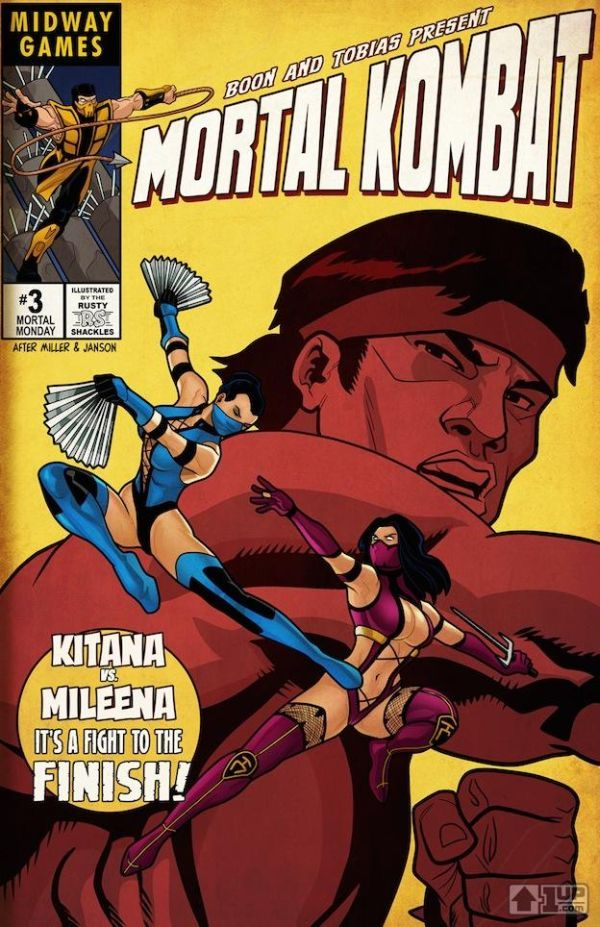 MIDWAY
GAMES
BOON AND TOBIAS PRESENT
MORTAL KOMBAT
#3
MORTAL
MONDAY
ILLUSTRATED
BY THE
RUSTY
RS
SHACKLES
AFTER MILLER & JANSON
KITANA
VS.
MILEENA
IT'S A FIGHT TO THE
FINISH!
1UP
.com